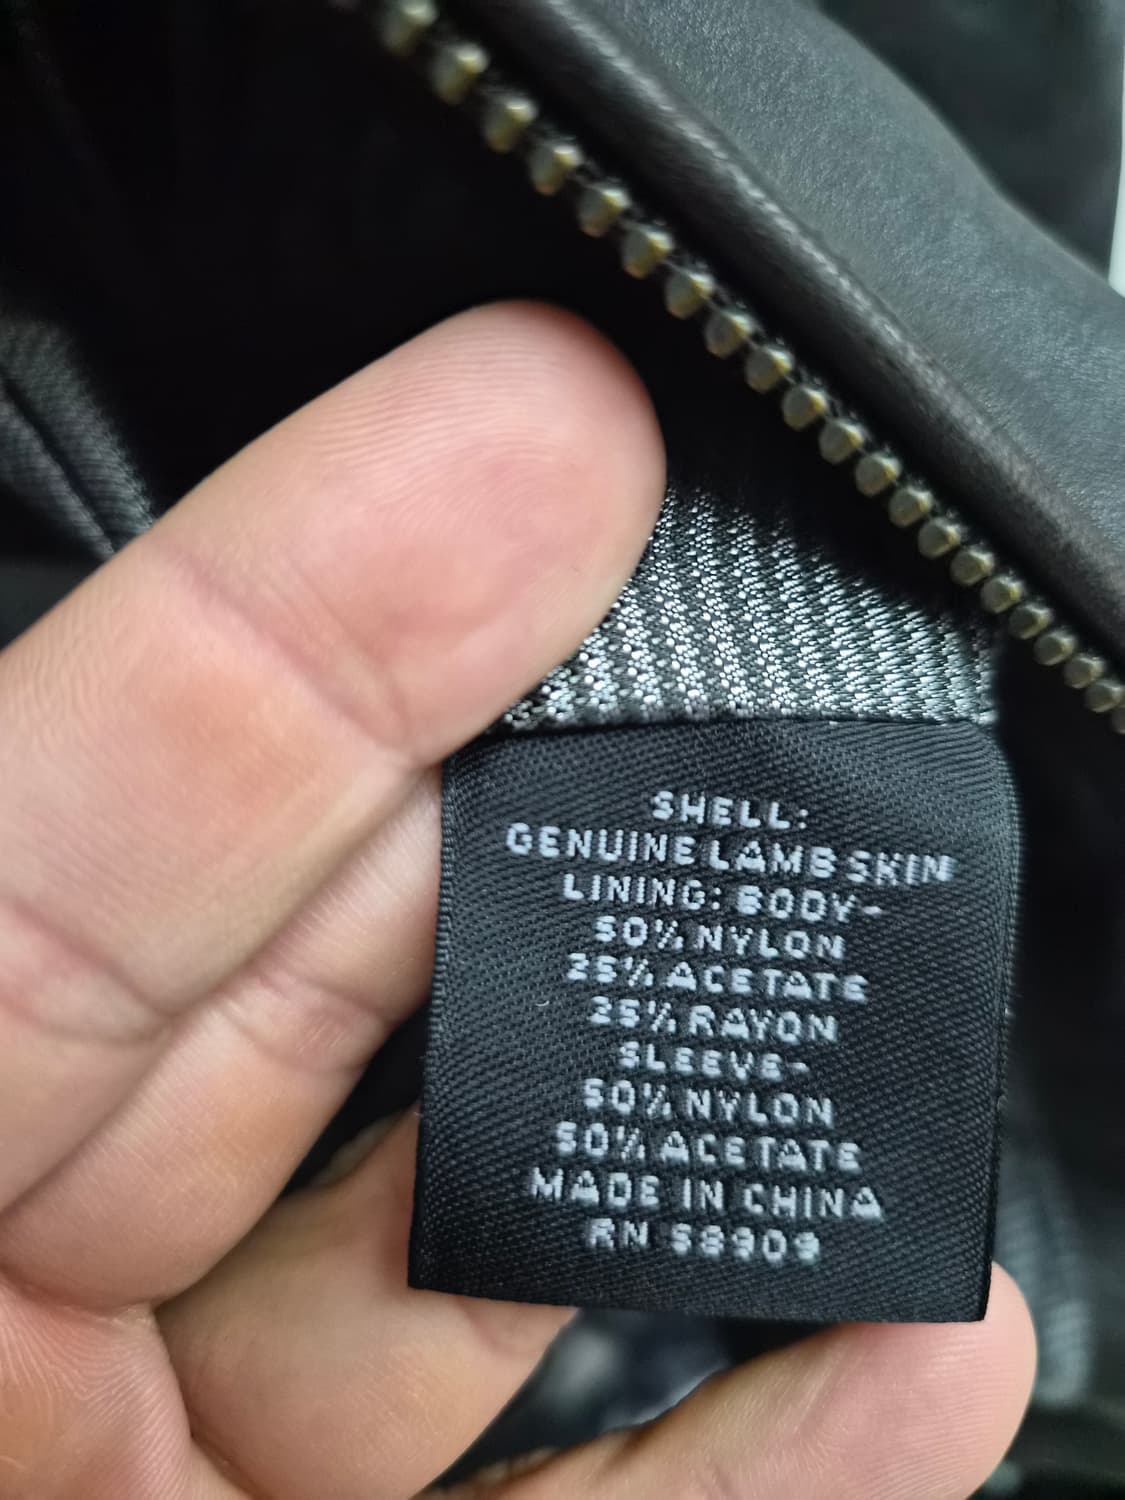 SHELL:
GENUINE LAMB SKIN
LINING: BODY-
50% NYLON
25% ACETATE
25% RAYON
SLEEVE-
50% NYLON
50% ACETATE
MADE IN CHINA
RN